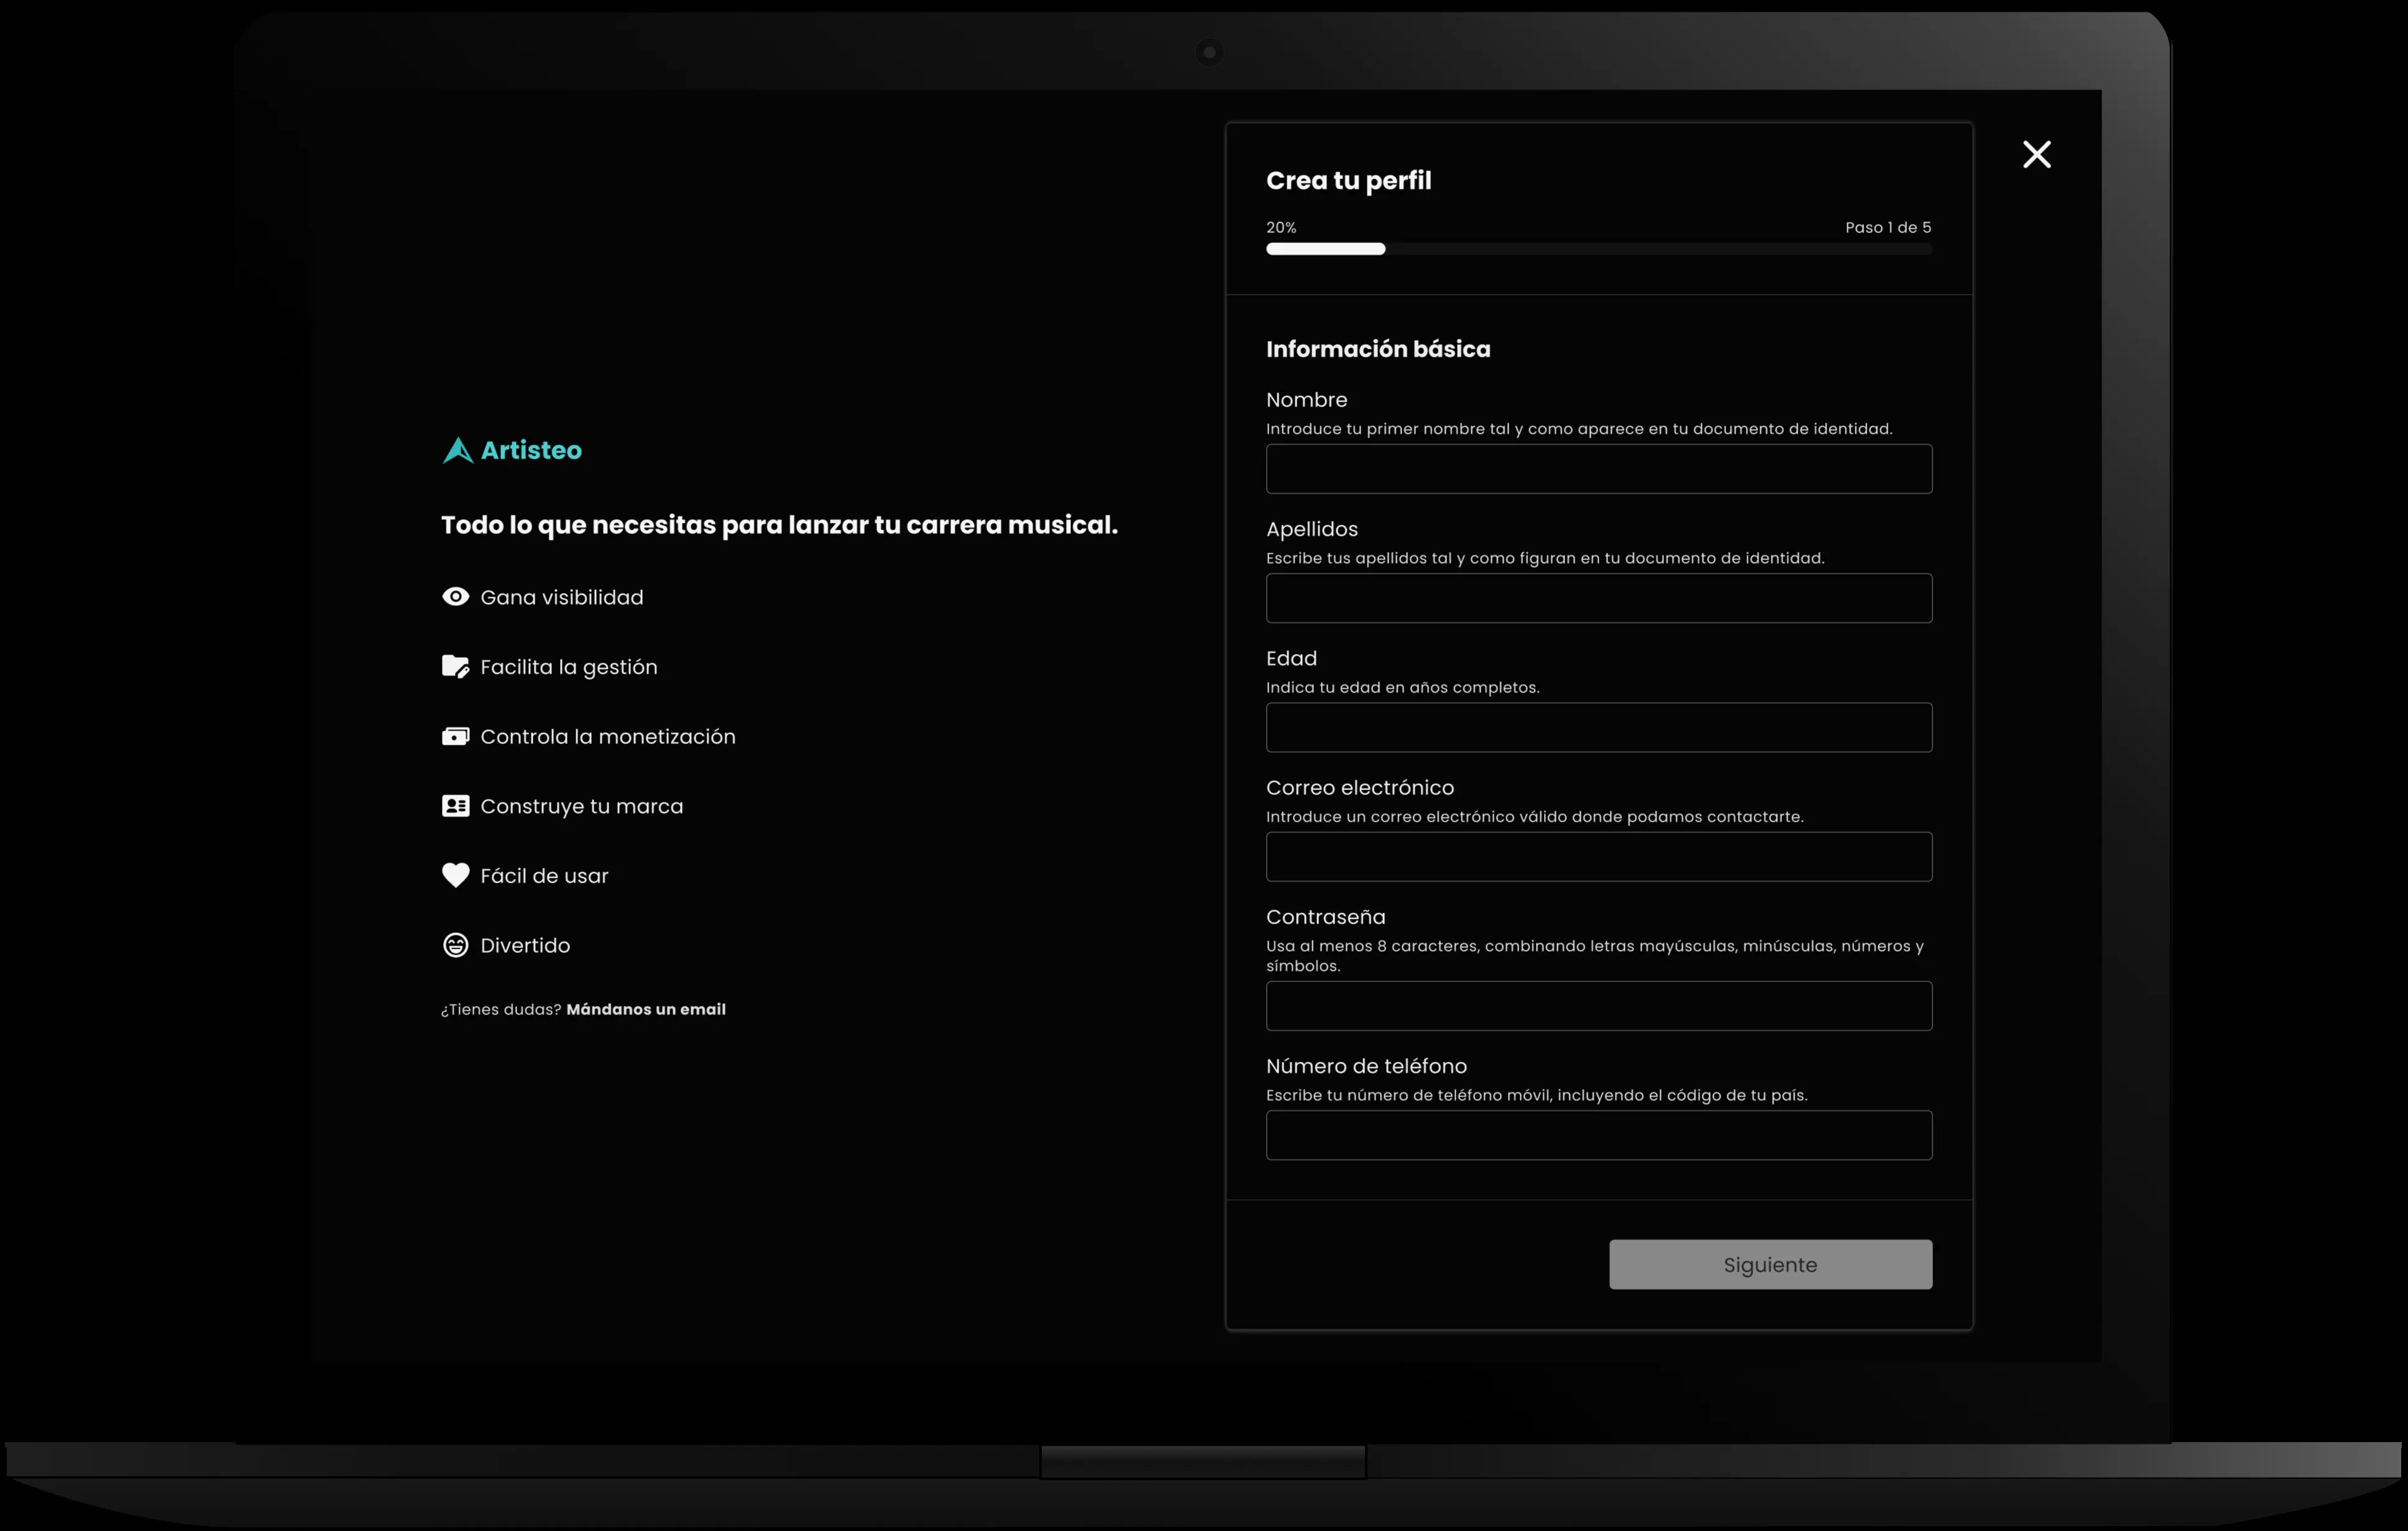 Artisteo
Todo lo que necesitas para lanzar tu carrera musical.
Gana visibilidad
Facilita la gestión
Controla la monetización
Construye tu marca
Fácil de usar
Divertido
¿Tienes dudas? Mándanos un email
Crea tu perfil
20% Paso 1 de 5
Información básica
Nombre
Introduce tu primer nombre tal y como aparece en tu documento de identidad.
Apellidos
Escribe tus apellidos tal y como figuran en tu documento de identidad.
Edad
Indica tu edad en años completos.
Correo electrónico
Introduce un correo electrónico válido donde podamos contactarte.
Contraseña
Usa al menos 8 caracteres, combinando letras mayúsculas, minúsculas, números y
símbolos.
Número de teléfono
Escribe tu número de teléfono móvil, incluyendo el código de tu país.
Siguiente